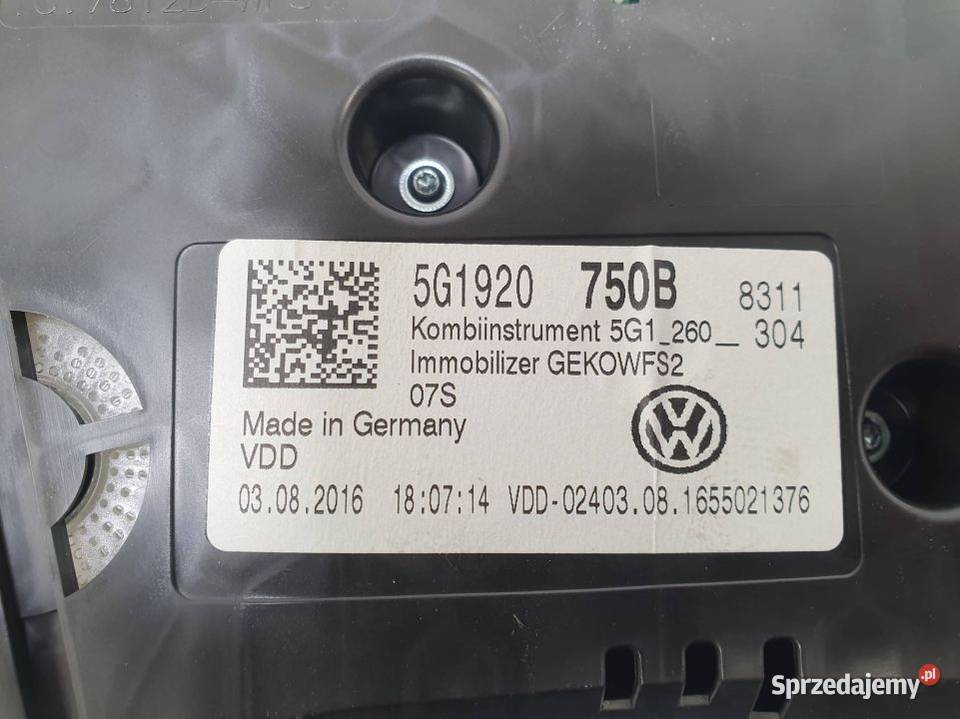 5G1920 750B 8311
Kombiinstrument 5G1_260__ 304
Immobilizer GEKOWFS2
07S
Made in Germany
VDD
03.08.2016 18:07:14 VDD-02403.08.1655021376
Sprzedajemy.pl